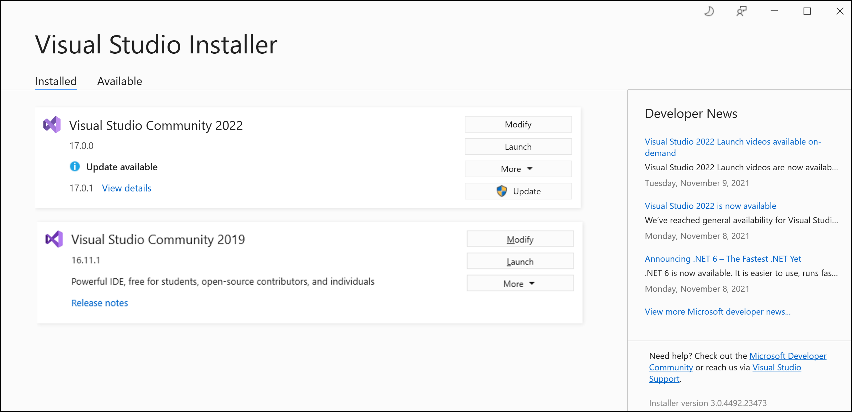 Visual Studio Installer
Installed
Available
Visual Studio Community 2022
17.0.0
Update available
17.0.1 View details
Modify
Launch
More
Update
Visual Studio Community 2019
16.11.1
Powerful IDE, free for students, open-source contributors, and individuals
Release notes
Modify
Launch
More
Developer News
Visual Studio 2022 Launch videos available on-
demand
Visual Studio 2022 Launch videos are now availab...
Tuesday, November 9, 2021
Visual Studio 2022 is now available
We've reached general availability for Visual Studi...
Monday, November 8, 2021
Announcing .NET 6 – The Fastest .NET Yet
.NET 6 is now available. It is easier to use, runs fas...
Monday, November 8, 2021
View more Microsoft developer news...
Need help? Check out the Microsoft Developer
Community or reach us via Visual Studio
Support.
Installer version 3.0.4492.23473